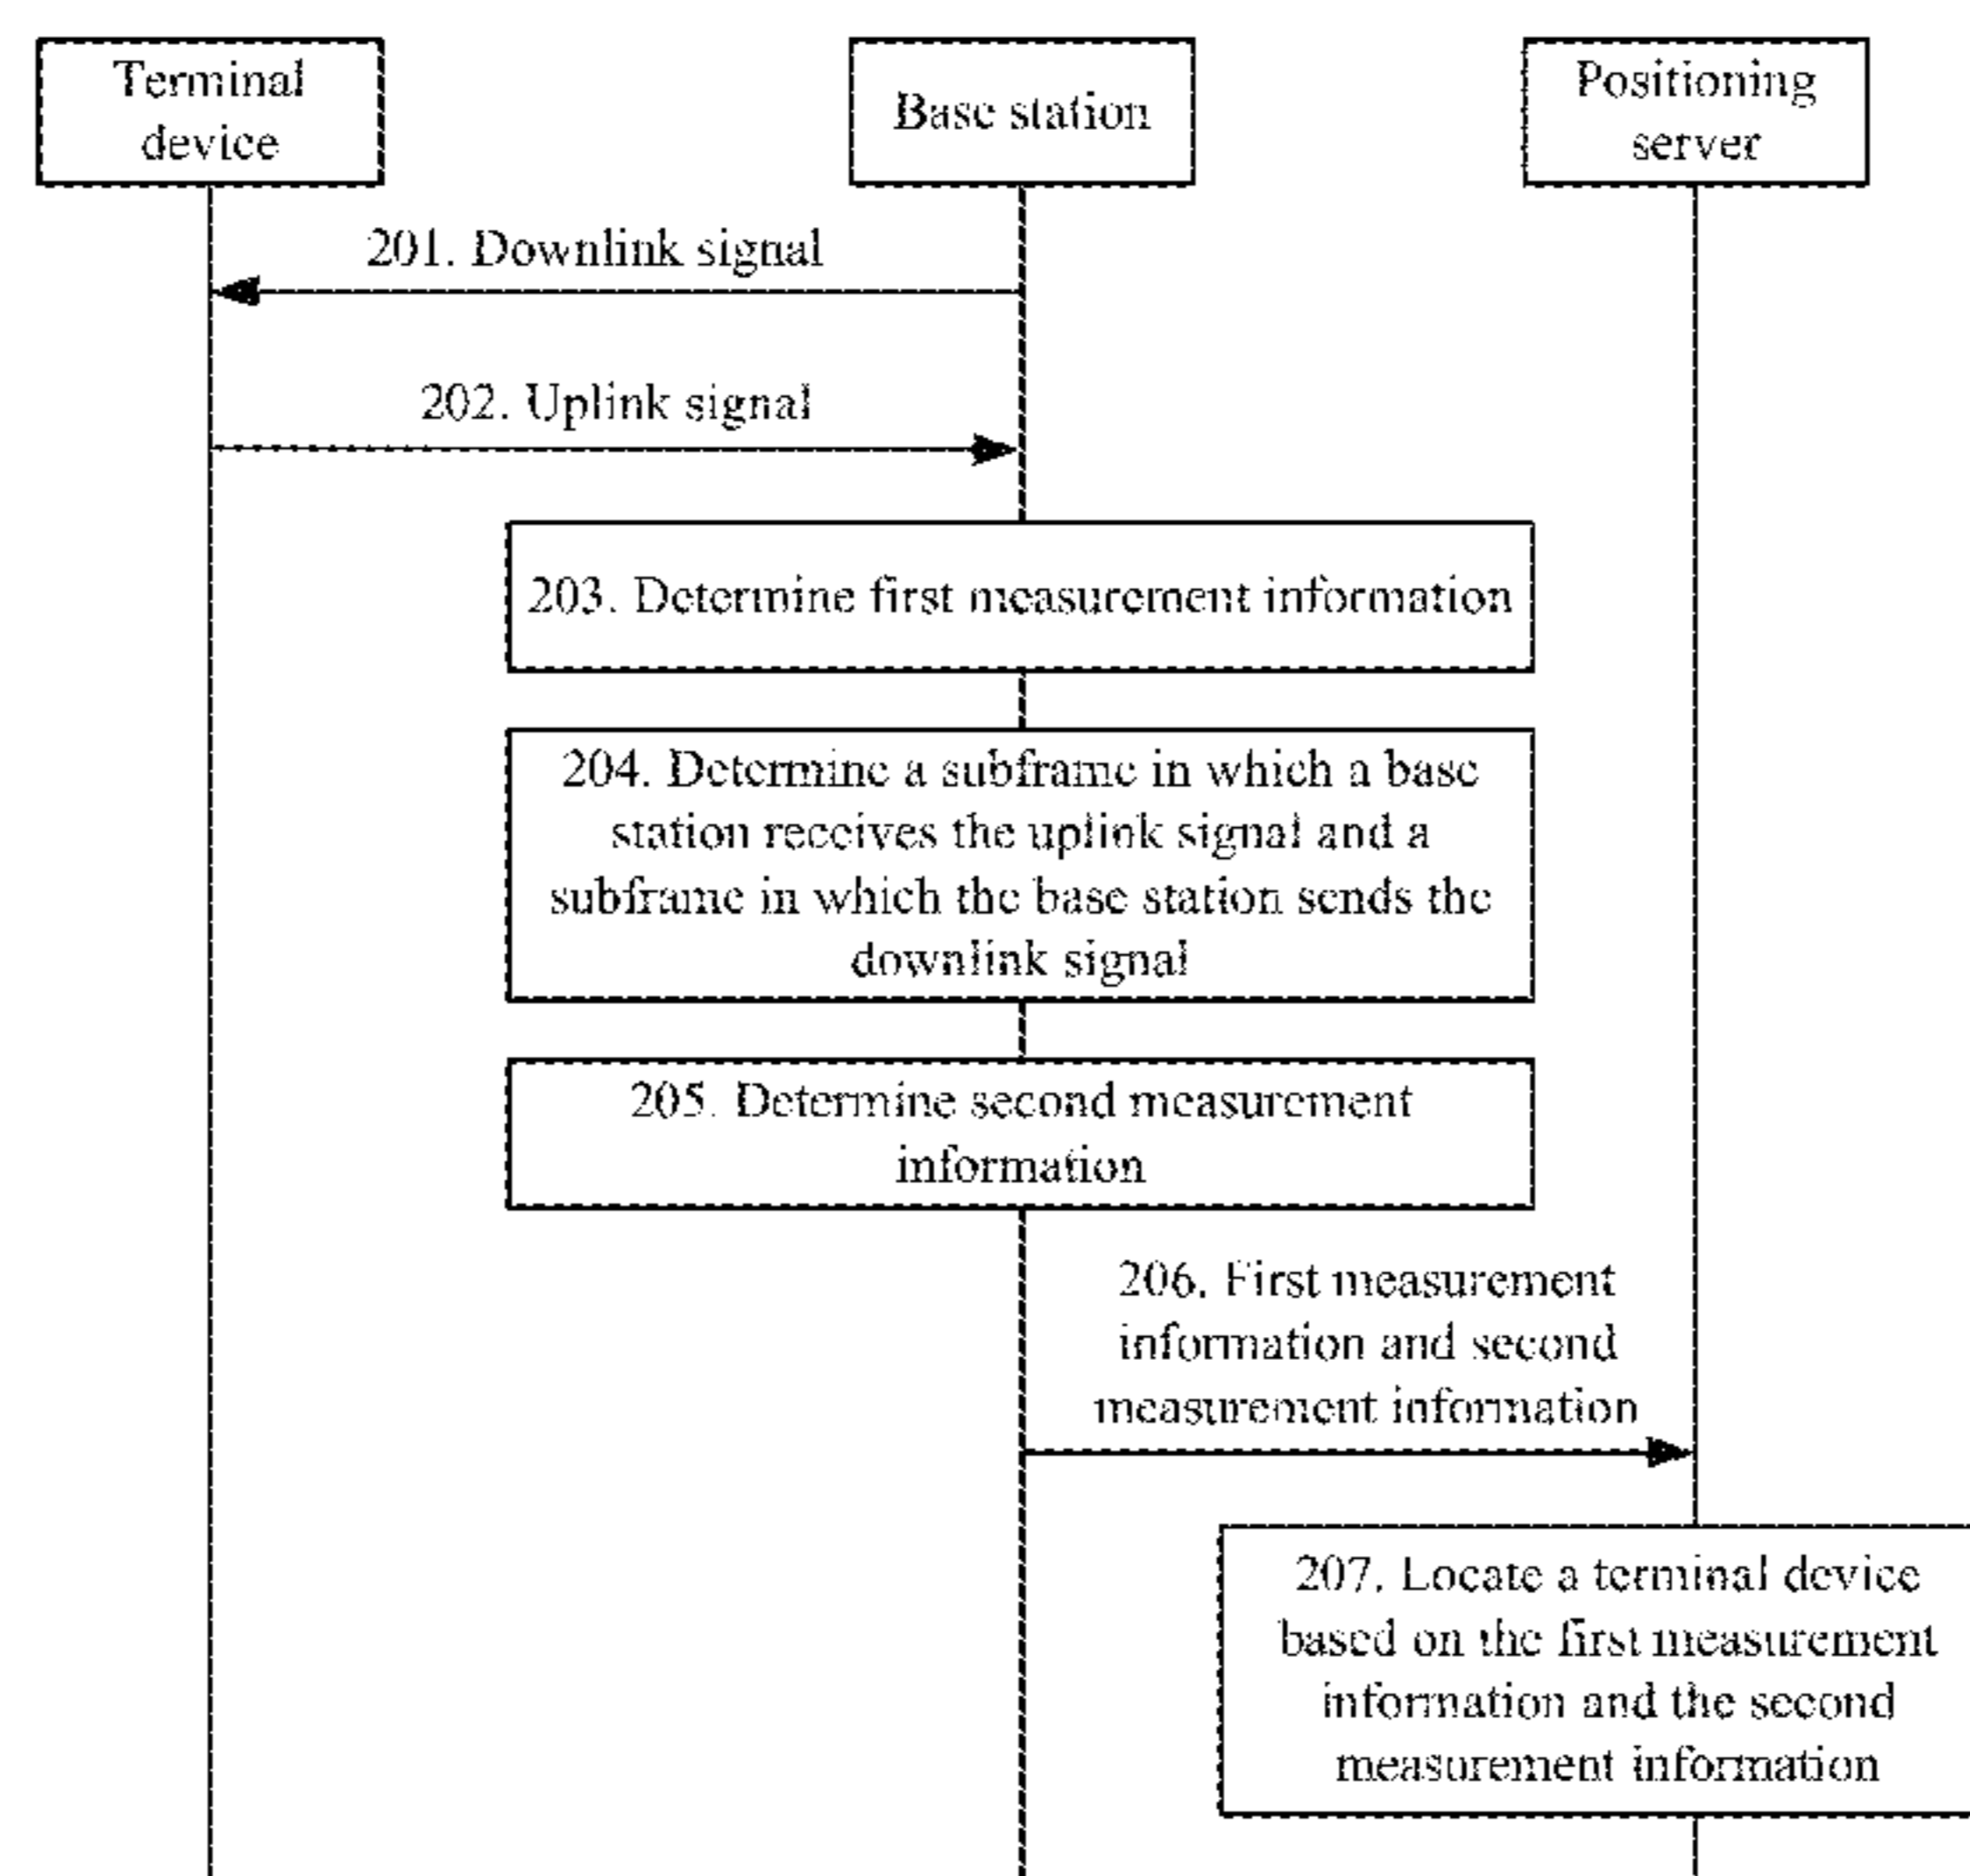 Terminal
device
Base station
Positioning
server
201. Downlink signal
202. Uplink signal
203. Determine first measurement information
204. Determine a subframe in which a base
station receives the uplink signal and a
subframe in which the base station sends the
downlink signal
205. Determine second measurement
information
206. First measurement
information and second
measurement information
207. Locate a terminal device
based on the first measurement
information and the second
measurement information